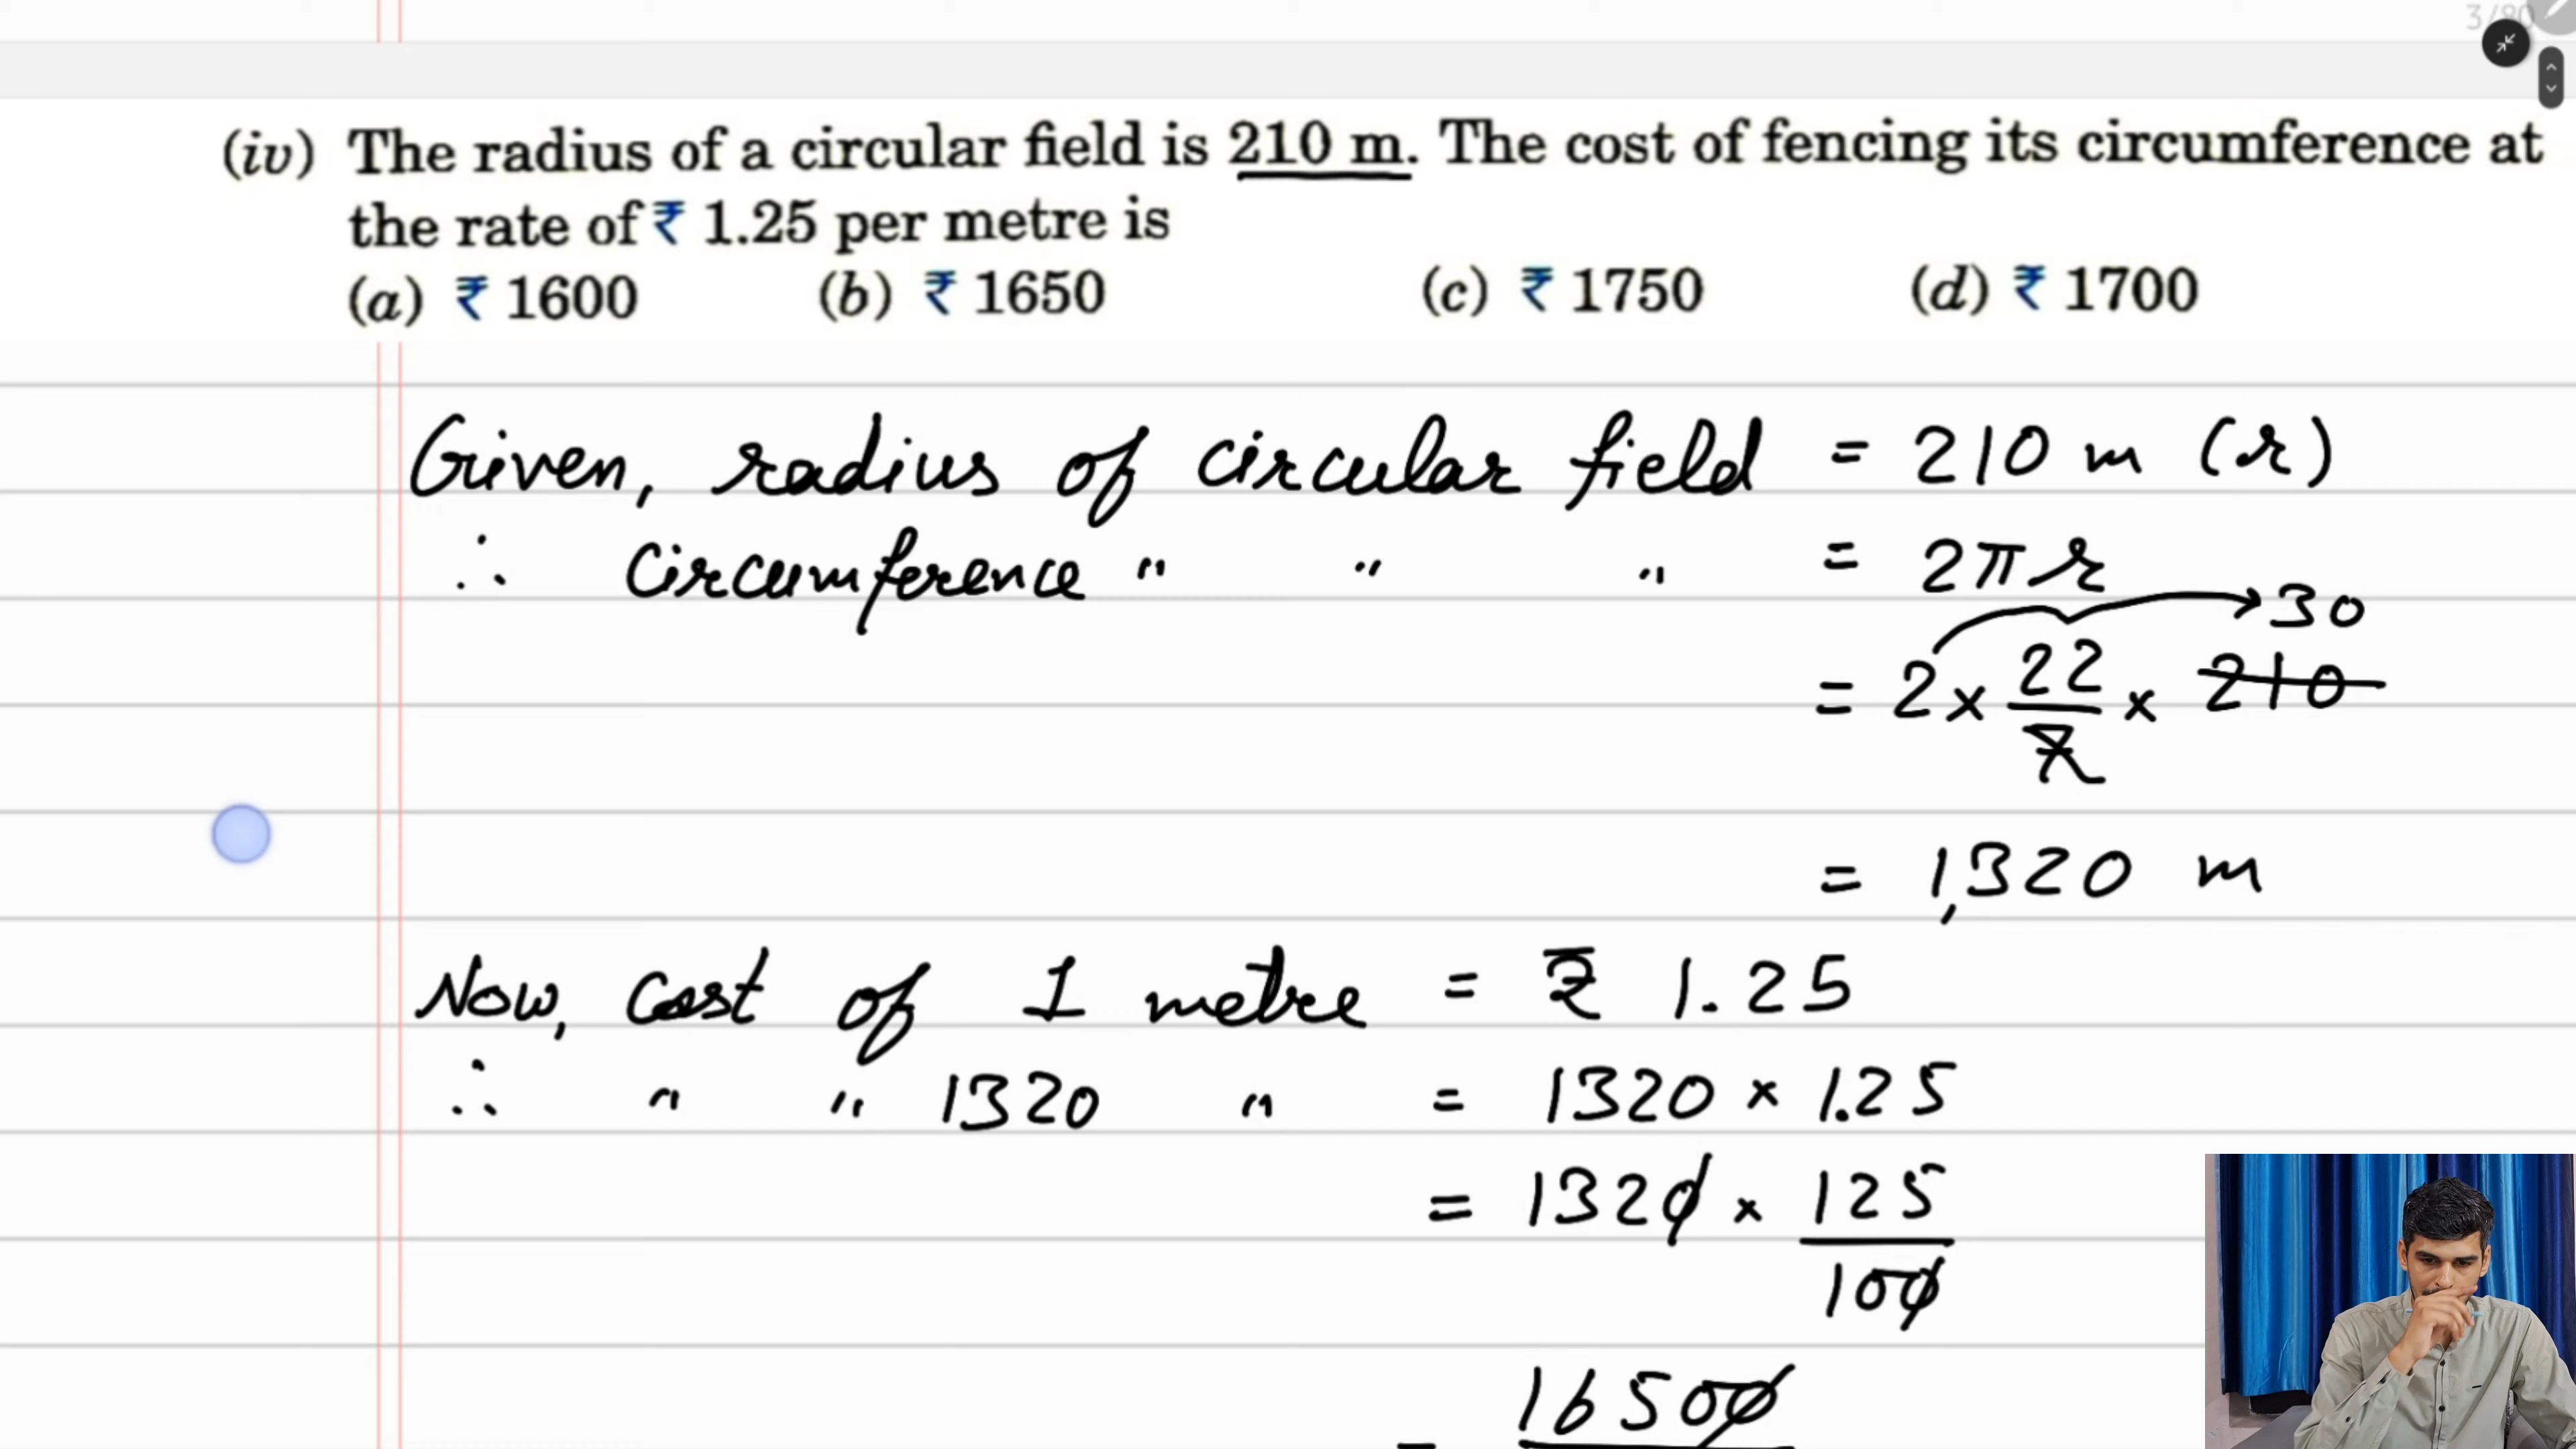 3/80
(iv) The radius of a circular field is 210 m. The cost of fencing its circumference at
the rate of ₹ 1.25 per metre is
(a) ₹ 1600 (b) ₹ 1650 (c) ₹ 1750 (d) ₹ 1700
Given, radius of circular field = 210 m (r)
∴ Circumference " " " = 2πr
30
= 2 × 22/7 × 210
= 1,320 m
Now, Cost of 1 metre = ₹ 1.25
∴ " " 1320 " = 1320 × 1.25
= 1320 × 125/100
= 16500